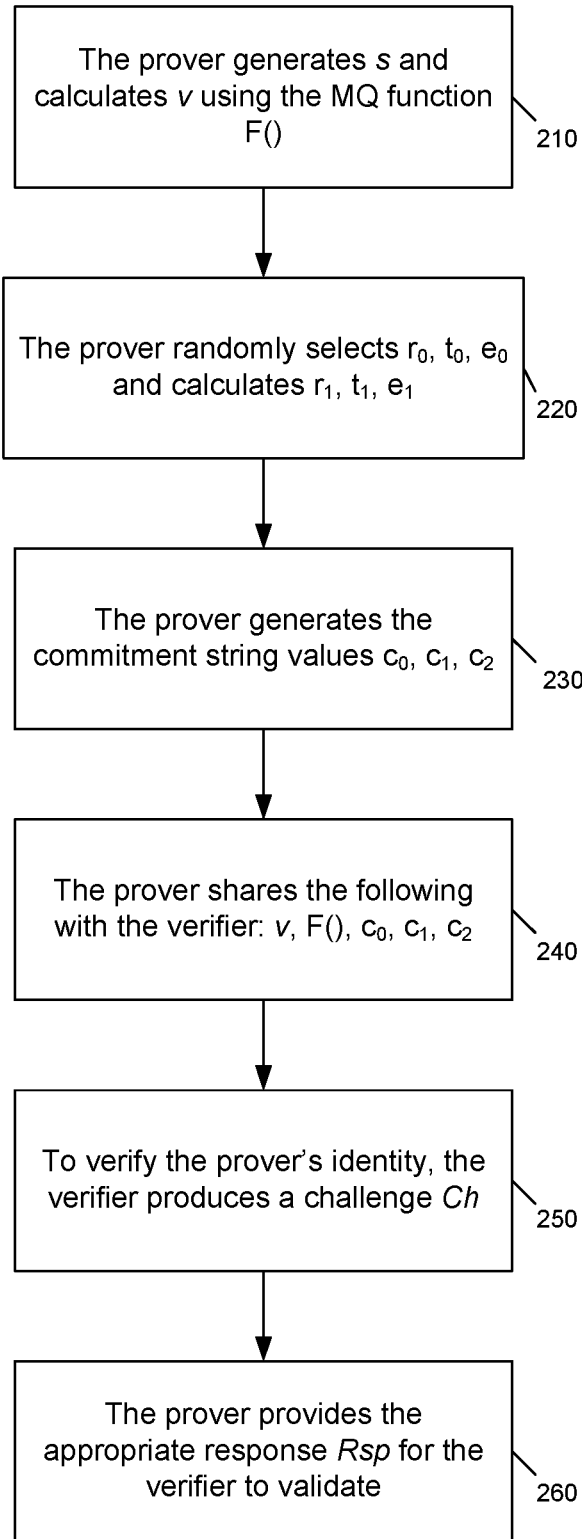 The prover generates s and
calculates v using the MQ function
F()
210
The prover randomly selects r₀, t₀, e₀
and calculates r₁, t₁, e₁
220
The prover generates the
commitment string values c₀, c₁, c₂
230
The prover shares the following
with the verifier: v, F(), c₀, c₁, c₂
240
To verify the prover’s identity, the
verifier produces a challenge Ch
250
The prover provides the
appropriate response Rsp for the
verifier to validate
260